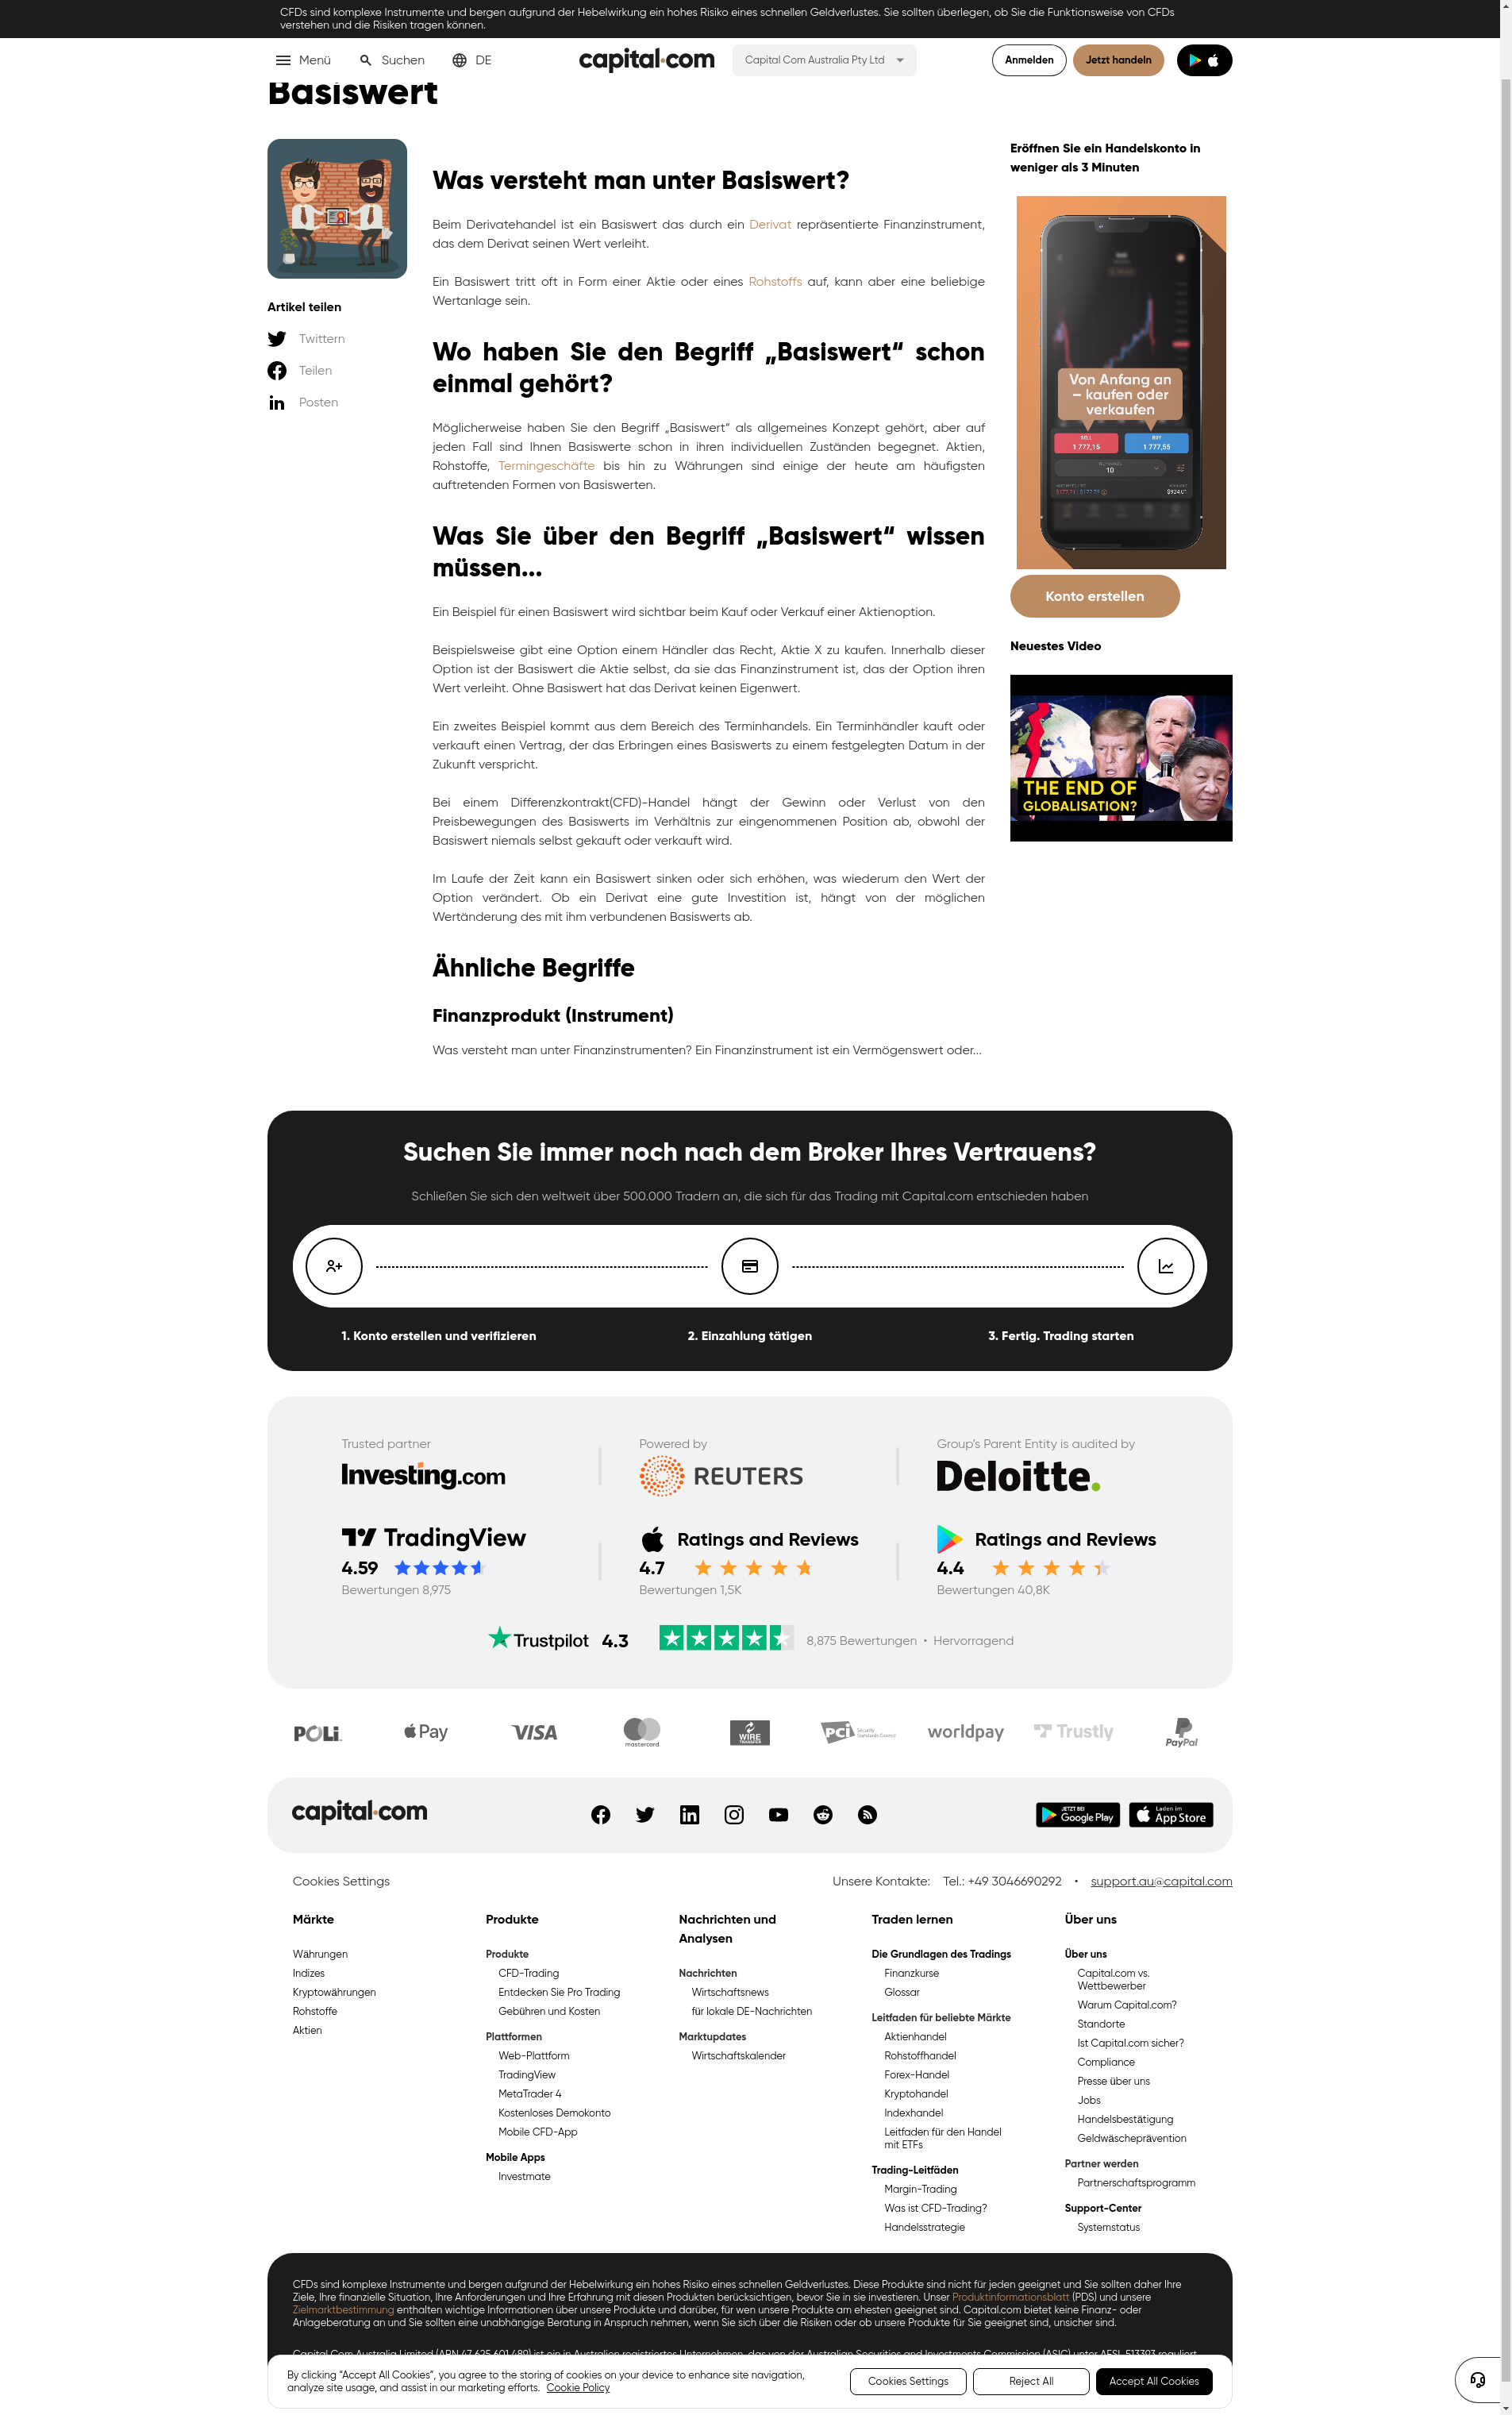 CFDs sind komplexe Instrumente und bergen aufgrund der Hebelwirkung ein hohes Risiko eines schnellen Geldverlustes. Sie sollten überlegen, ob Sie die Funktionsweise von CFDs
verstehen und die Risiken tragen können.
Menü
Suchen
DE
capital.com
Capital Com Australia Pty Ltd
Anmelden
Jetzt handeln
Basiswert
Artikel teilen
Twittern
Teilen
Posten
Was versteht man unter Basiswert?
Beim Derivatehandel ist ein Basiswert das durch ein Derivat repräsentierte Finanzinstrument,
das dem Derivat seinen Wert verleiht.
Ein Basiswert tritt oft in Form einer Aktie oder eines Rohstoffs auf, kann aber eine beliebige
Wertanlage sein.
Wo haben Sie den Begriff „Basiswert“ schon
einmal gehört?
Möglicherweise haben Sie den Begriff „Basiswert“ als allgemeines Konzept gehört, aber auf
jeden Fall sind Ihnen Basiswerte schon in ihren individuellen Zuständen begegnet. Aktien,
Rohstoffe, Termingeschäfte bis hin zu Währungen sind einige der heute am häufigsten
auftretenden Formen von Basiswerten.
Was Sie über den Begriff „Basiswert“ wissen
müssen...
Ein Beispiel für einen Basiswert wird sichtbar beim Kauf oder Verkauf einer Aktienoption.
Beispielsweise gibt eine Option einem Händler das Recht, Aktie X zu kaufen. Innerhalb dieser
Option ist der Basiswert die Aktie selbst, da sie das Finanzinstrument ist, das der Option ihren
Wert verleiht. Ohne Basiswert hat das Derivat keinen Eigenwert.
Ein zweites Beispiel kommt aus dem Bereich des Terminhandels. Ein Terminhändler kauft oder
verkauft einen Vertrag, der das Erbringen eines Basiswerts zu einem festgelegten Datum in der
Zukunft verspricht.
Bei einem Differenzkontrakt(CFD)-Handel hängt der Gewinn oder Verlust von den
Preisbewegungen des Basiswerts im Verhältnis zur eingenommenen Position ab, obwohl der
Basiswert niemals selbst gekauft oder verkauft wird.
Im Laufe der Zeit kann ein Basiswert sinken oder sich erhöhen, was wiederum den Wert der
Option verändert. Ob ein Derivat eine gute Investition ist, hängt von der möglichen
Wertänderung des mit ihm verbundenen Basiswerts ab.
Ähnliche Begriffe
Finanzprodukt (Instrument)
Was versteht man unter Finanzinstrumenten? Ein Finanzinstrument ist ein Vermögenswert oder...
Eröffnen Sie ein Handelskonto in
weniger als 3 Minuten
Von Anfang an
– kaufen oder
verkaufen
SELL
1 777,15
BUY
1 777,55
10
$924.01
Konto erstellen
Neuestes Video
THE END OF
GLOBALISATION?
Suchen Sie immer noch nach dem Broker Ihres Vertrauens?
Schließen Sie sich den weltweit über 500.000 Tradern an, die sich für das Trading mit Capital.com entschieden haben
1. Konto erstellen und verifizieren
2. Einzahlung tätigen
3. Fertig. Trading starten
Trusted partner
Investing.com
Powered by
REUTERS
Group's Parent Entity is audited by
Deloitte.
TradingView
4.59
Bewertungen 8,975
Ratings and Reviews
4.7
Bewertungen 1,5K
Ratings and Reviews
4.4
Bewertungen 40,8K
Trustpilot
4.3
8,875 Bewertungen • Hervorragend
POLi
Pay
VISA
mastercard
WIRE
TRANSFER
PCI Security
Standards Council
worldpay
Trustly
PayPal
capital.com
JETZT BEI
Google Play
Laden im
App Store
Cookies Settings
Unsere Kontakte: Tel.: +49 3046690292 • support.au@capital.com
Märkte
Währungen
Indizes
Kryptowährungen
Rohstoffe
Aktien
Produkte
Produkte
CFD-Trading
Entdecken Sie Pro Trading
Gebühren und Kosten
Plattformen
Web-Plattform
TradingView
MetaTrader 4
Kostenloses Demokonto
Mobile CFD-App
Mobile Apps
Investmate
Nachrichten und
Analysen
Nachrichten
Wirtschaftsnews
für lokale DE-Nachrichten
Marktupdates
Wirtschaftskalender
Traden lernen
Die Grundlagen des Tradings
Finanzkurse
Glossar
Leitfaden für beliebte Märkte
Aktienhandel
Rohstoffhandel
Forex-Handel
Kryptohandel
Indexhandel
Leitfaden für den Handel
mit ETFs
Trading-Leitfäden
Margin-Trading
Was ist CFD-Trading?
Handelsstrategie
Über uns
Über uns
Capital.com vs.
Wettbewerber
Warum Capital.com?
Standorte
Ist Capital.com sicher?
Compliance
Presse über uns
Jobs
Handelsbestätigung
Geldwäscheprävention
Partner werden
Partnerschaftsprogramm
Support-Center
Systemstatus
CFDs sind komplexe Instrumente und bergen aufgrund der Hebelwirkung ein hohes Risiko eines schnellen Geldverlustes. Diese Produkte sind nicht für jeden geeignet und Sie sollten daher Ihre
Ziele, Ihre finanzielle Situation, Ihre Anforderungen und Ihre Erfahrung mit diesen Produkten berücksichtigen, bevor Sie in sie investieren. Unser Produktinformationsblatt (PDS) und unsere
Zielmarktbestimmung enthalten wichtige Informationen über unsere Produkte und darüber, für wen unsere Produkte am ehesten geeignet sind. Capital.com bietet keine Finanz- oder
Anlageberatung an und Sie sollten eine unabhängige Beratung in Anspruch nehmen, wenn Sie sich über die Risiken oder ob unsere Produkte für Sie geeignet sind, unsicher sind.
Capital Com Australia Limited (ABN 47 625 601 489) ist ein in Australien registriertes Unternehmen, das von der Australian Securities and Investments Commission (ASIC) unter AFSL 513393 reguliert
By clicking “Accept All Cookies”, you agree to the storing of cookies on your device to enhance site navigation,
analyze site usage, and assist in our marketing efforts. Cookie Policy
Cookies Settings
Reject All
Accept All Cookies